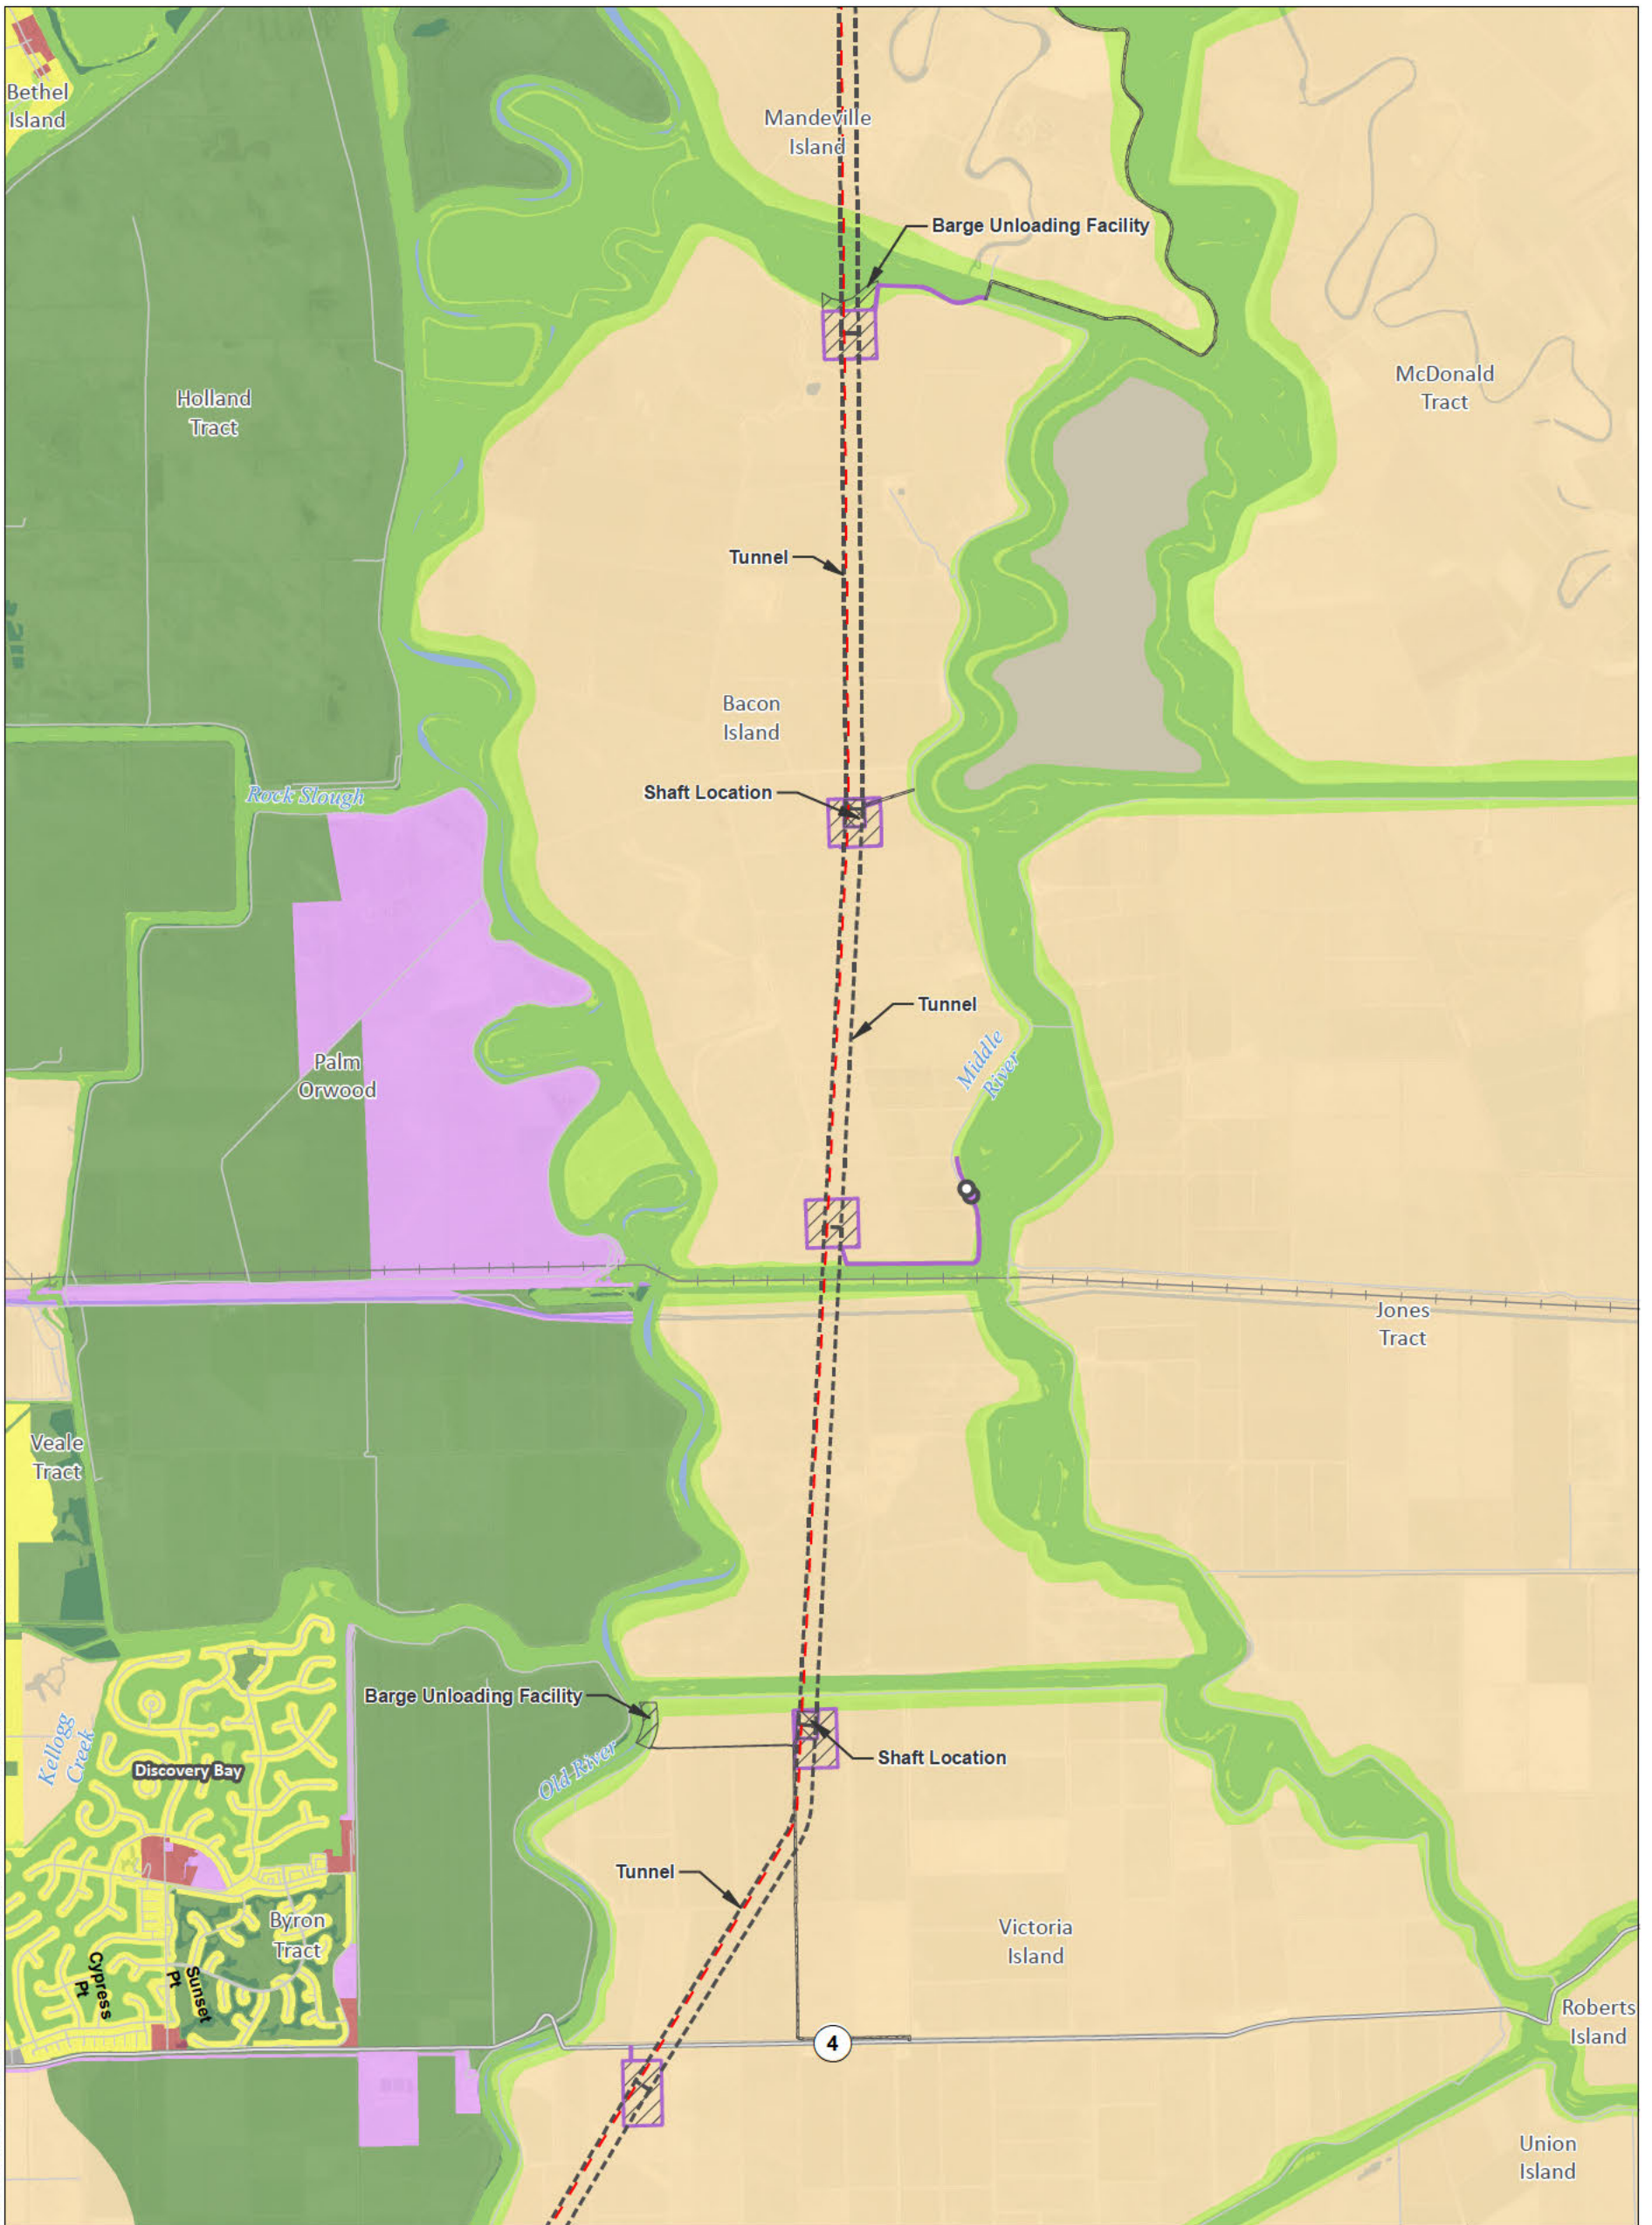 Bethel
Island
Mandeville
Island
Barge Unloading Facility
Holland
Tract
McDonald
Tract
Tunnel
Bacon
Island
Rock Slough
Shaft Location
Tunnel
Middle
River
Palm
Orwood
Jones
Tract
Veale
Tract
Barge Unloading Facility
Kellogg
Creek
Discovery Bay
Old River
Shaft Location
Tunnel
Byron
Tract
Victoria
Island
Cypress
Pt
Sunset
Pt
Roberts
Island
4
Union
Island